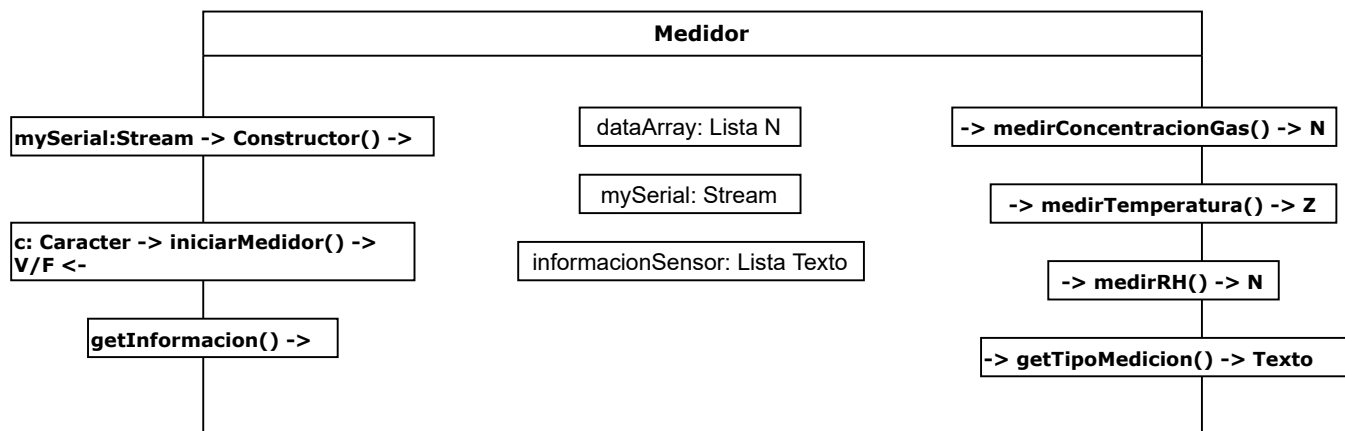 Medidor
mySerial:Stream -> Constructor() ->
dataArray: Lista N
-> medirConcentracionGas() -> N
mySerial: Stream
-> medirTemperatura() -> Z
c: Caracter -> iniciarMedidor() ->
V/F <-
informacionSensor: Lista Texto
-> medirRH() -> N
getInformacion() ->
-> getTipoMedicion() -> Texto